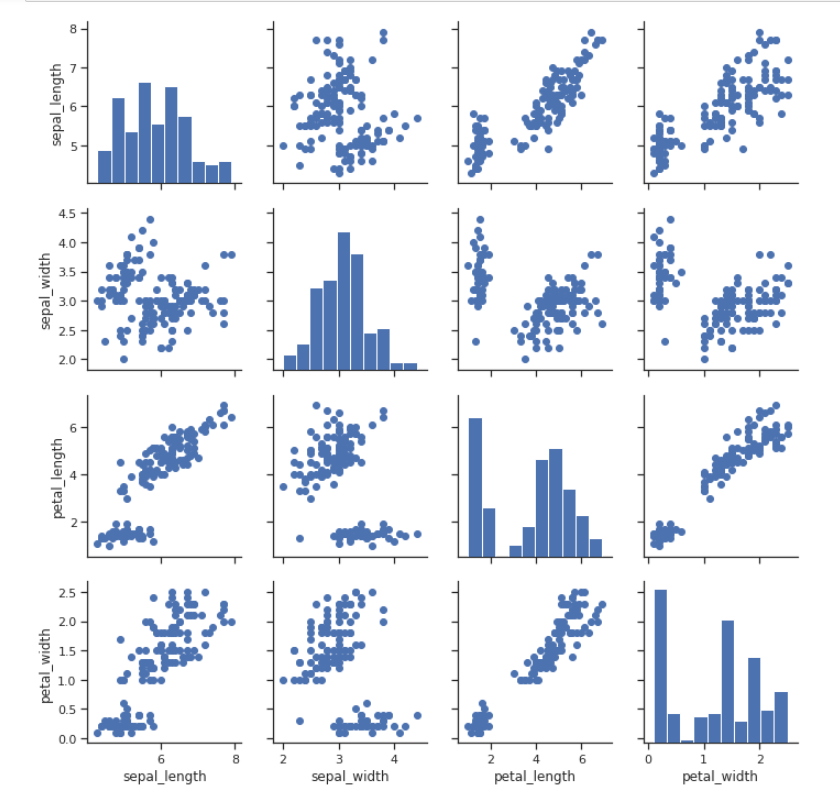 sepal_length
8
7
6
5
sepal_width
4.5
4.0
3.5
3.0
2.5
2.0
petal_length
6
4
2
petal_width
2.5
2.0
1.5
1.0
0.5
0.0
6 8
2 3 4
2 4 6
0 1 2
sepal_length sepal_width petal_length petal_width